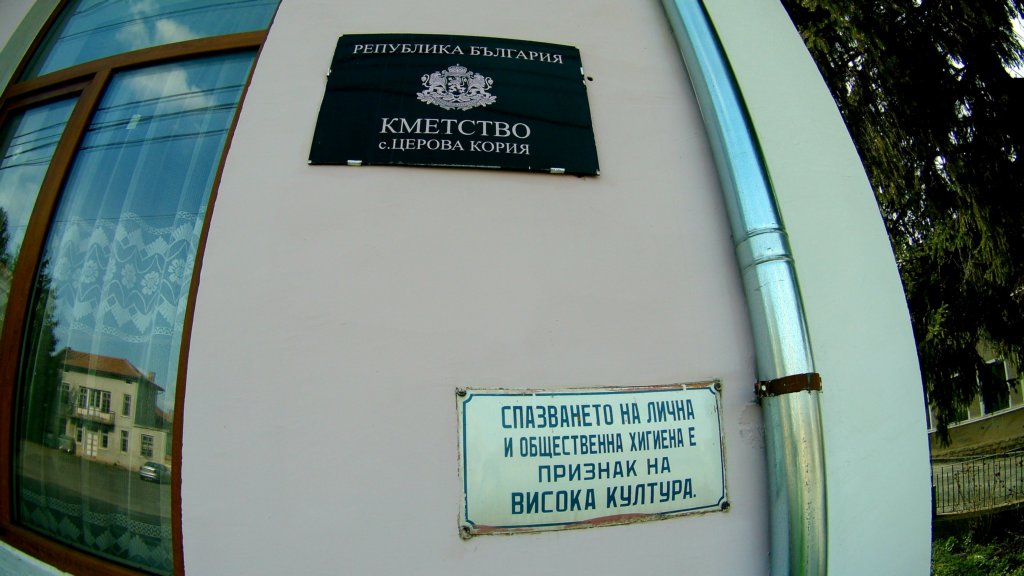 РЕПУБЛИКА БЪЛГАРИЯ
КМЕТСТВО
с.ЦЕРОВА КОРИЯ
СПАЗВАНЕТО НА ЛИЧНА
И ОБЩЕСТВЕННА ХИГИЕНА Е
ПРИЗНАК НА
ВИСОКА КУЛТУРА.